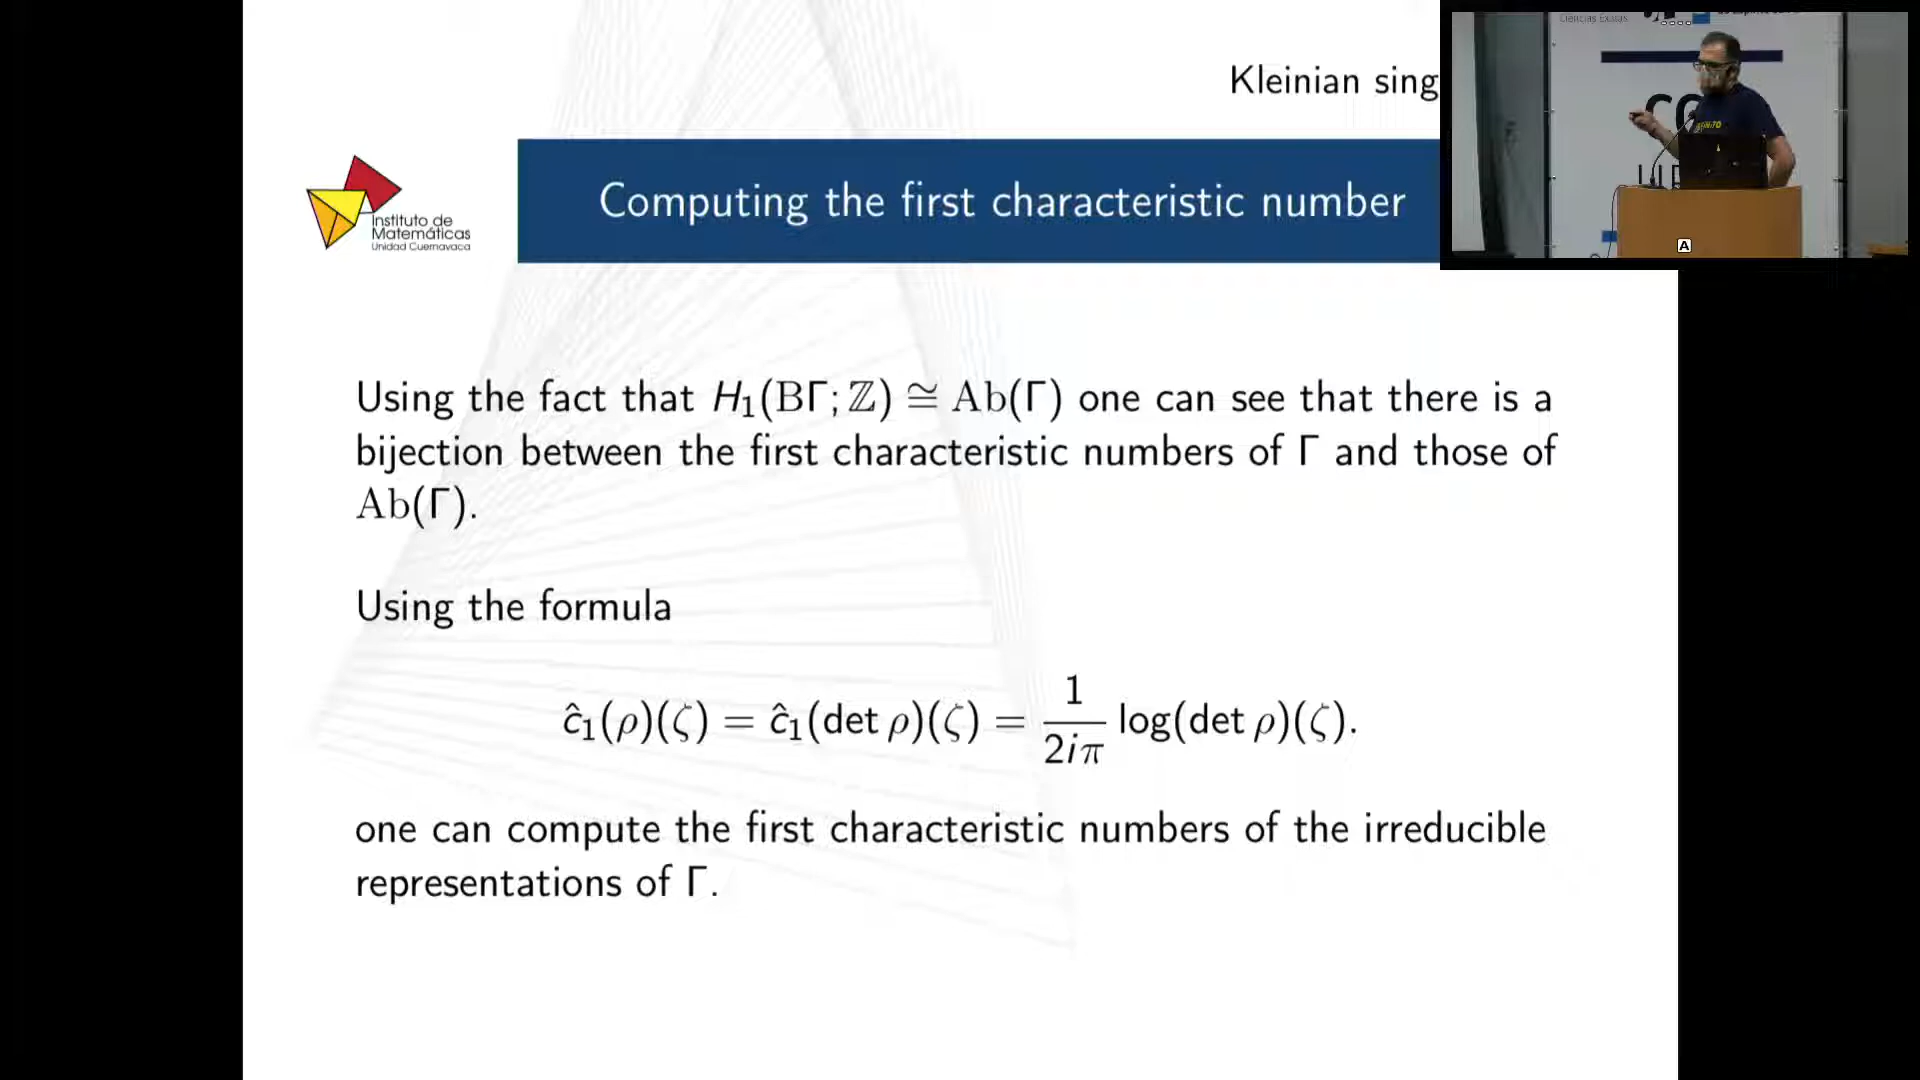 Kleinian sing
Computing the first characteristic number
Instituto de
Matemáticas
Unidad Cuernavaca
Ciencias Exatas
A
Using the fact that H₁(BΓ; ℤ) ≅ Ab(Γ) one can see that there is a
bijection between the first characteristic numbers of Γ and those of
Ab(Γ).
Using the formula
ĉ₁(ρ)(ζ) = ĉ₁(det ρ)(ζ) = 1/2iπ log(det ρ)(ζ).
one can compute the first characteristic numbers of the irreducible
representations of Γ.